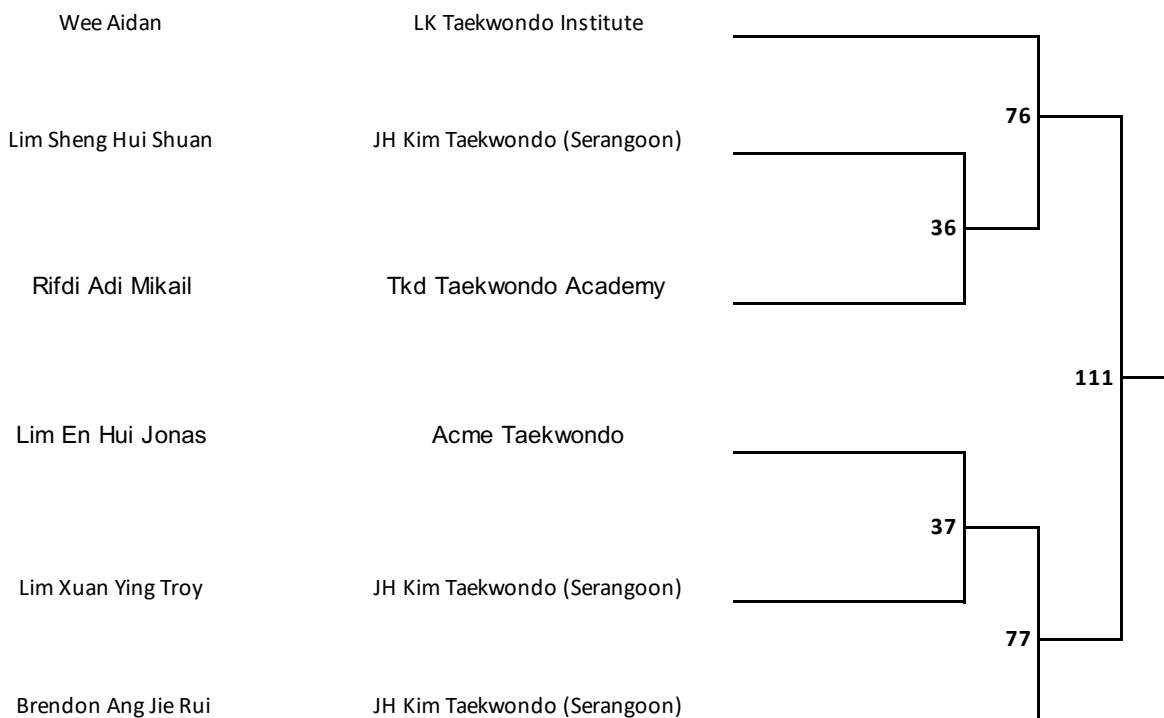 Wee Aidan LK Taekwondo Institute
76
Lim Sheng Hui Shuan JH Kim Taekwondo (Serangoon)
36
Rifdi Adi Mikail Tkd Taekwondo Academy
111
Lim En Hui Jonas Acme Taekwondo
37
Lim Xuan Ying Troy JH Kim Taekwondo (Serangoon)
77
Brendon Ang Jie Rui JH Kim Taekwondo (Serangoon)